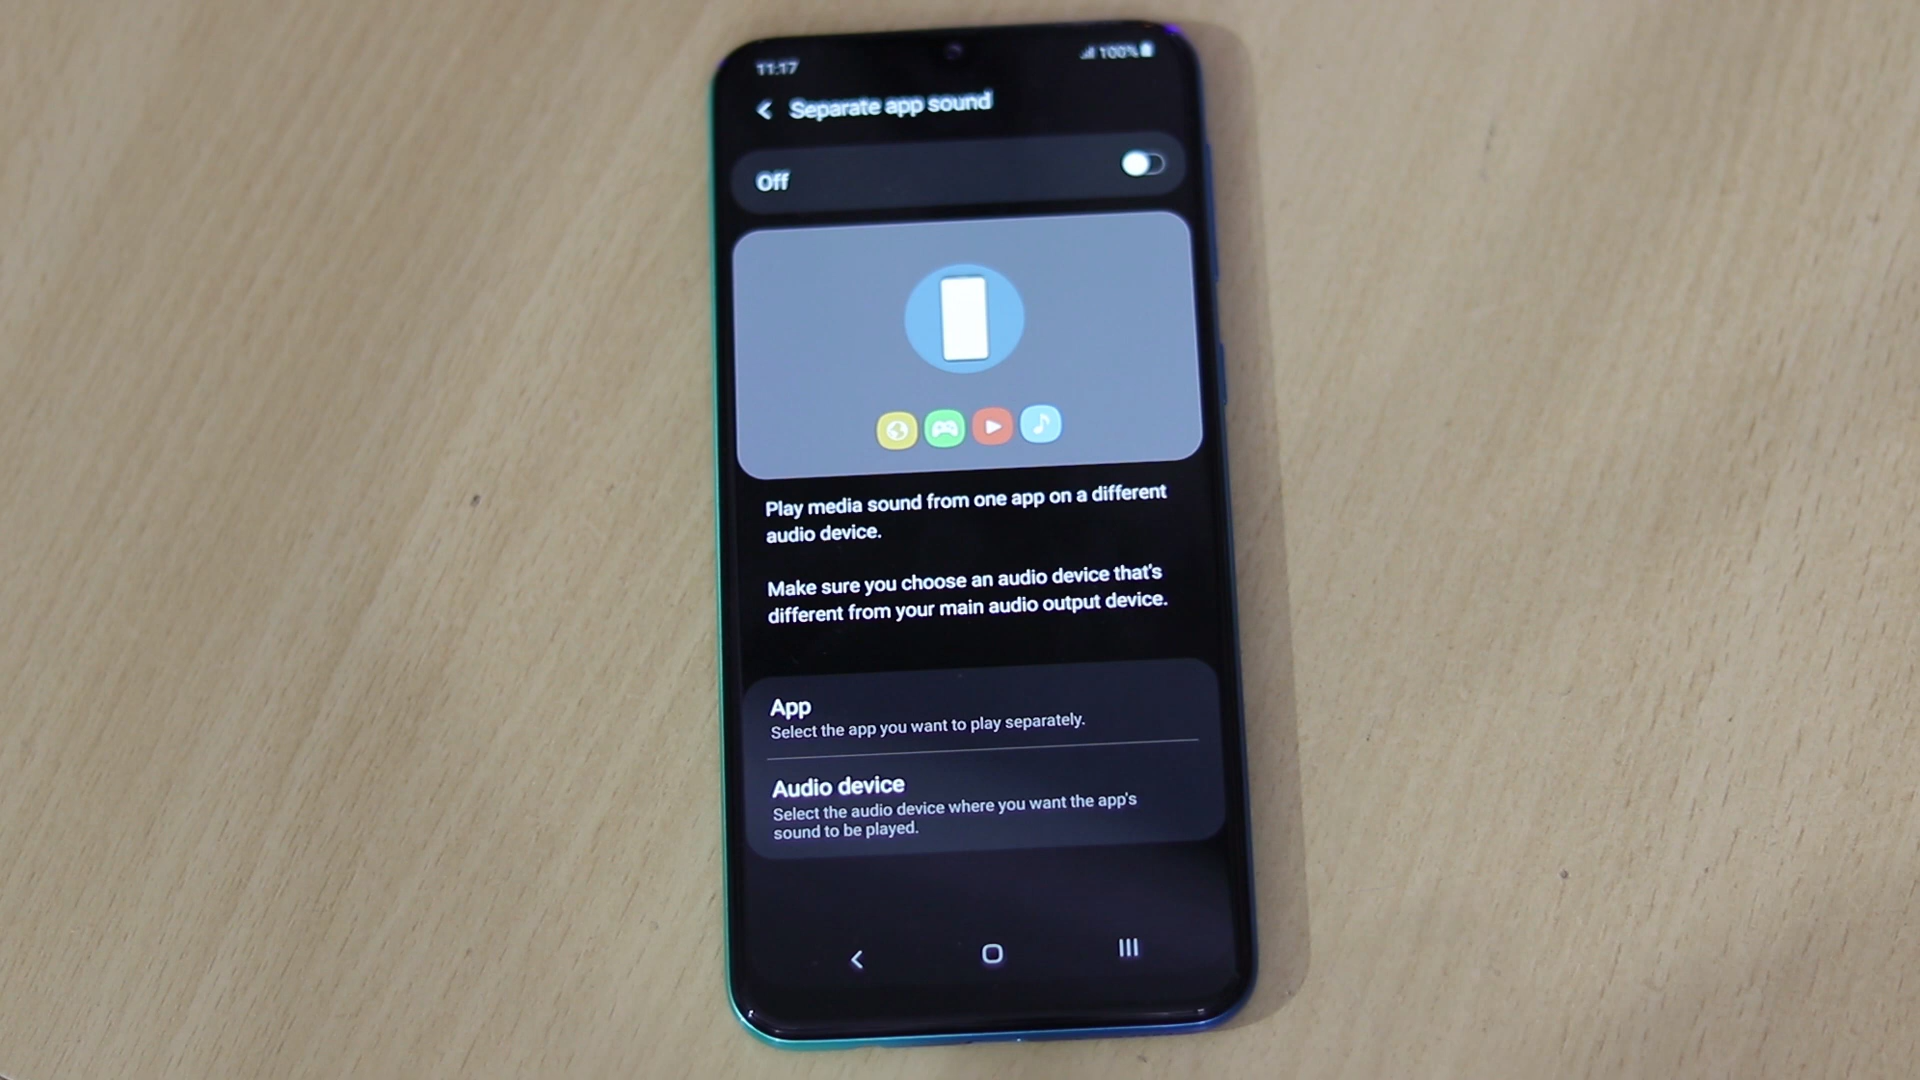 11:17
100%
Separate app sound
Off
Play media sound from one app on a different
audio device.
Make sure you choose an audio device that's
different from your main audio output device.
App
Select the app you want to play separately.
Audio device
Select the audio device where you want the app's
sound to be played.